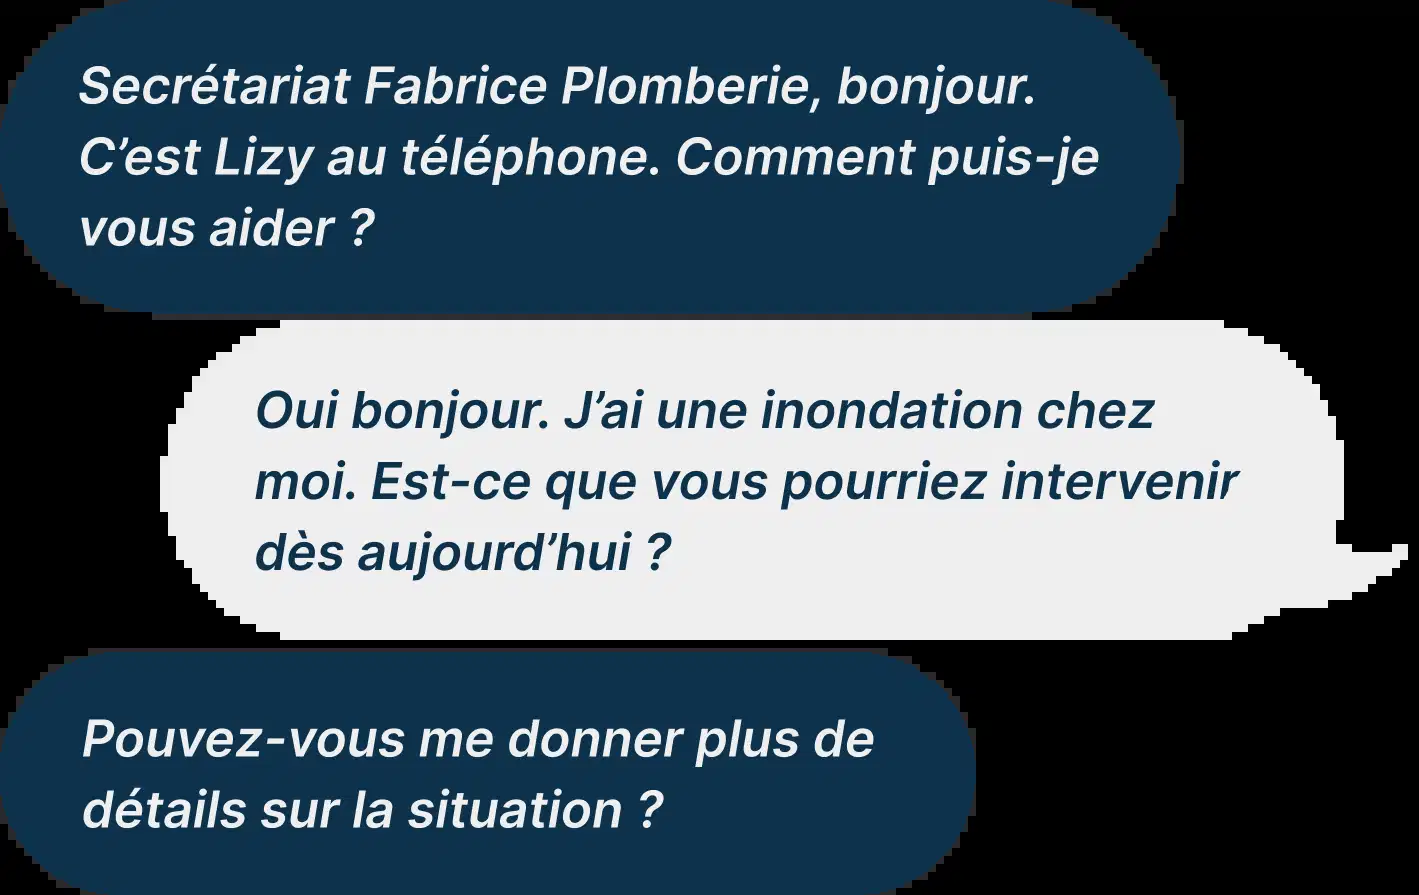 Secrétariat Fabrice Plomberie, bonjour.
C’est Lizy au téléphone. Comment puis-je
vous aider ?
Oui bonjour. J’ai une inondation chez
moi. Est-ce que vous pourriez intervenir
dès aujourd’hui ?
Pouvez-vous me donner plus de
détails sur la situation ?